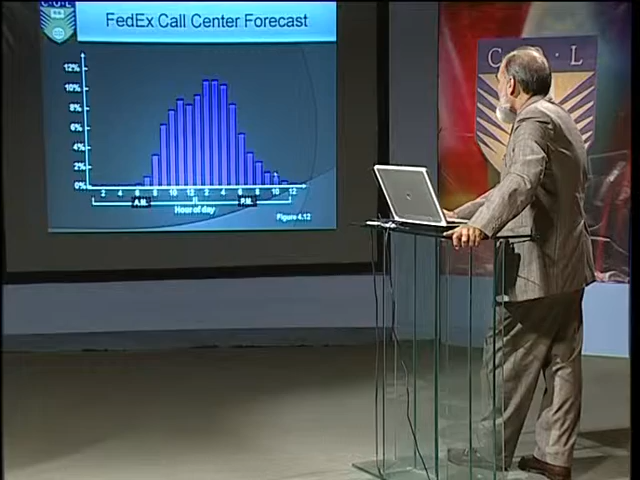 C O L
FedEx Call Center Forecast
12%
10%
8%
6%
4%
2%
0%
2 4 6 8 10 12 2 4 6 8 10 12
A.M. P.M.
Hour of day
Figure 4.12
C O L